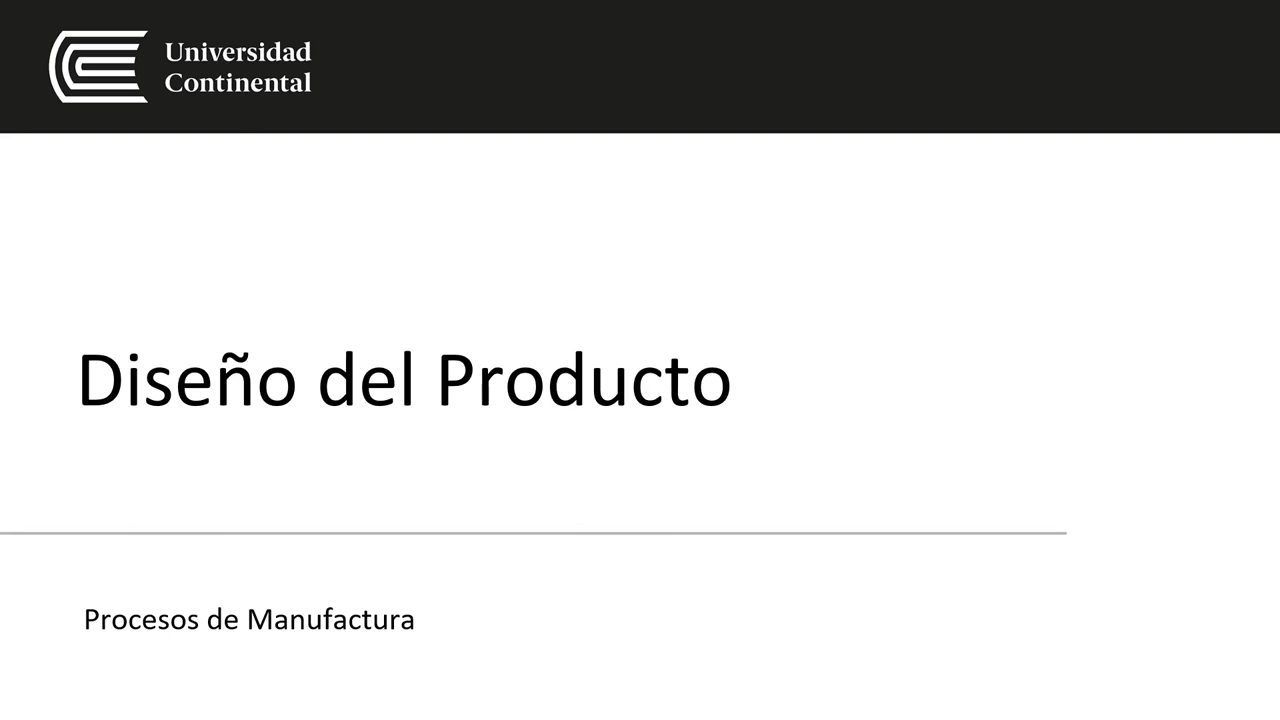 Universidad
Continental
Diseño del Producto
Procesos de Manufactura